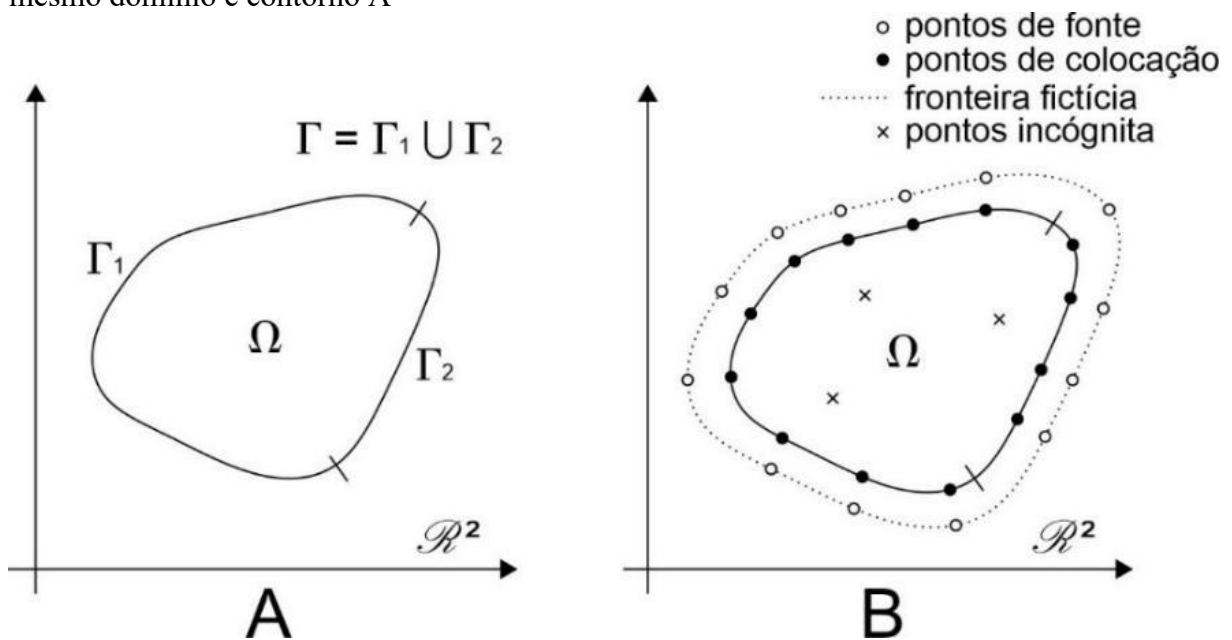 mesmo domínio e contorno A
Γ = Γ1 ⋃ Γ2
Γ1
Ω
Γ2
ℛ²
A
pontos de fonte
pontos de colocação
fronteira fictícia
pontos incógnita
Ω
ℛ²
B